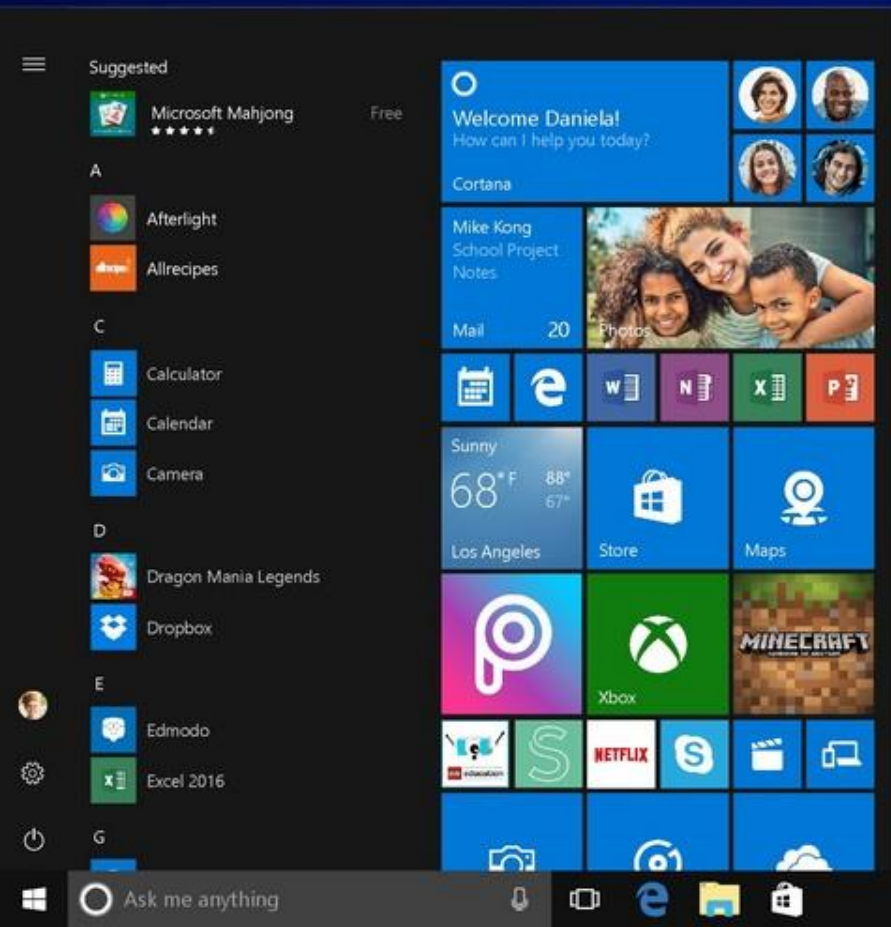 Suggested
Microsoft Mahjong
Free
A
Afterlight
Allrecipes
C
Calculator
Calendar
Camera
D
Dragon Mania Legends
Dropbox
E
Edmodo
Excel 2016
G
Welcome Daniela!
How can I help you today?
Cortana
Mike Kong
School Project
Notes
Mail 20
Photos
W
N
X
P
Sunny
68°F 88°
67°
Los Angeles
Store
Maps
Xbox
MINECRAFT
S
NETFLIX
S
education
Ask me anything